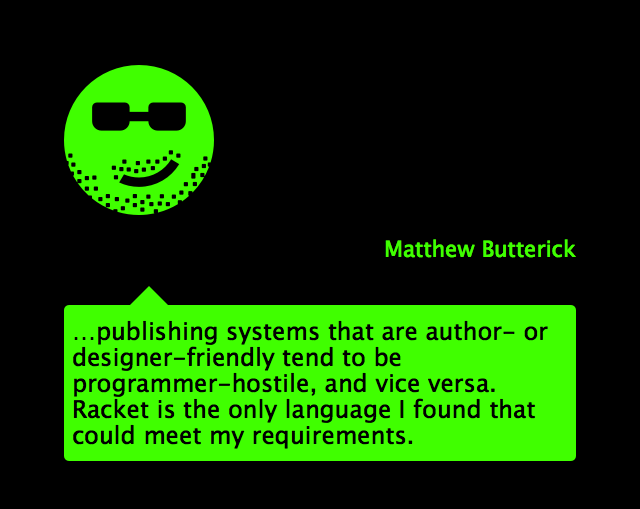 Matthew Butterick
…publishing systems that are author- or
designer-friendly tend to be
programmer-hostile, and vice versa.
Racket is the only language I found that
could meet my requirements.